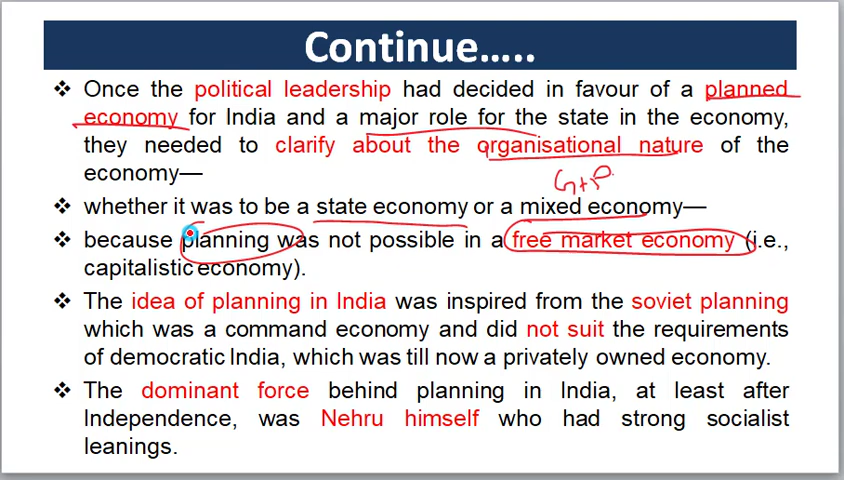 Continue…..
❖ Once the political leadership had decided in favour of a planned
economy for India and a major role for the state in the economy,
they needed to clarify about the organisational nature of the
economy—
G+P
❖ whether it was to be a state economy or a mixed economy—
❖ because planning was not possible in a free market economy (i.e.,
capitalistic economy).
❖ The idea of planning in India was inspired from the soviet planning
which was a command economy and did not suit the requirements
of democratic India, which was till now a privately owned economy.
❖ The dominant force behind planning in India, at least after
Independence, was Nehru himself who had strong socialist
leanings.